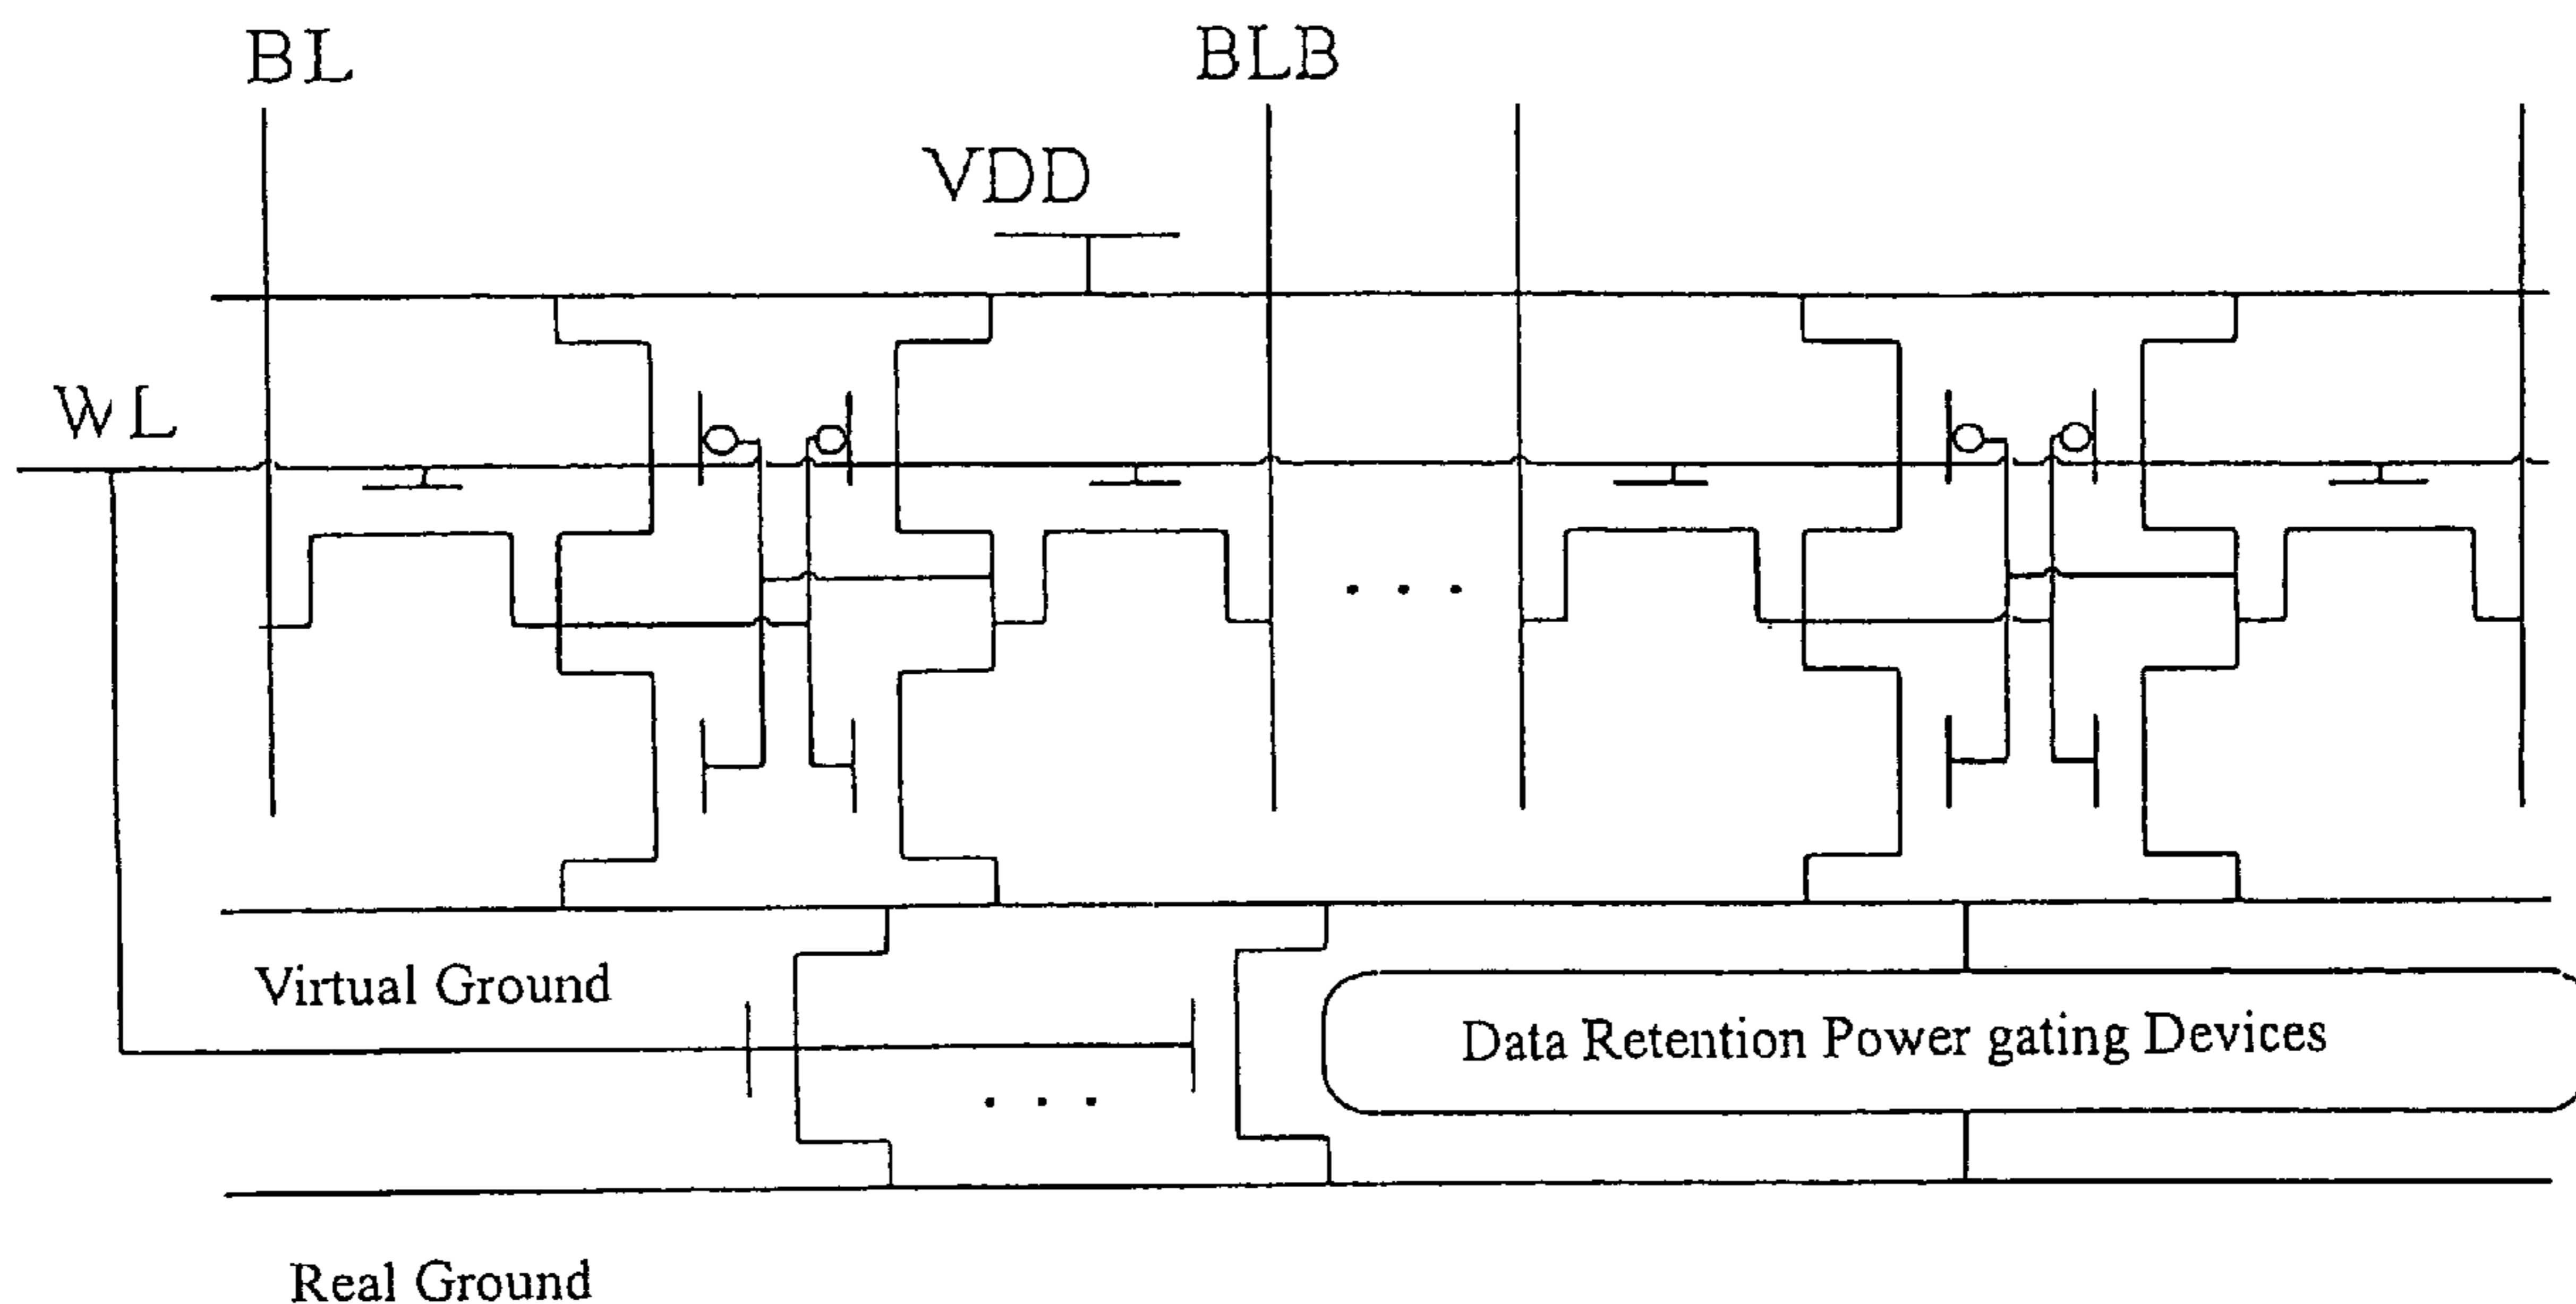 BL
BLB
VDD
WL
Virtual Ground
Data Retention Power gating Devices
Real Ground